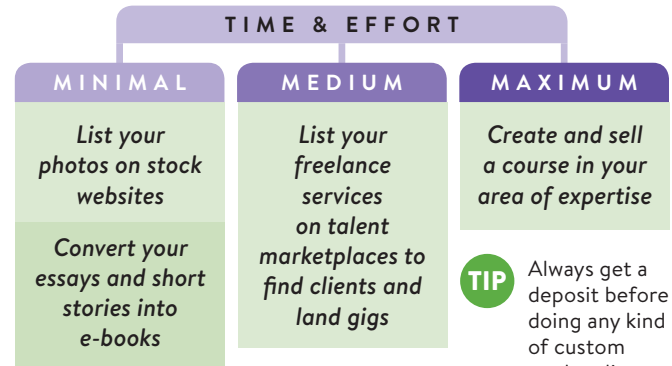 TIME & EFFORT
MINIMAL
List your
photos on stock
websites
Convert your
essays and short
stories into
e-books
MEDIUM
List your
freelance
services
on talent
marketplaces to
find clients and
land gigs
MAXIMUM
Create and sell
a course in your
area of expertise
TIP
Always get a
deposit before
doing any kind
of custom